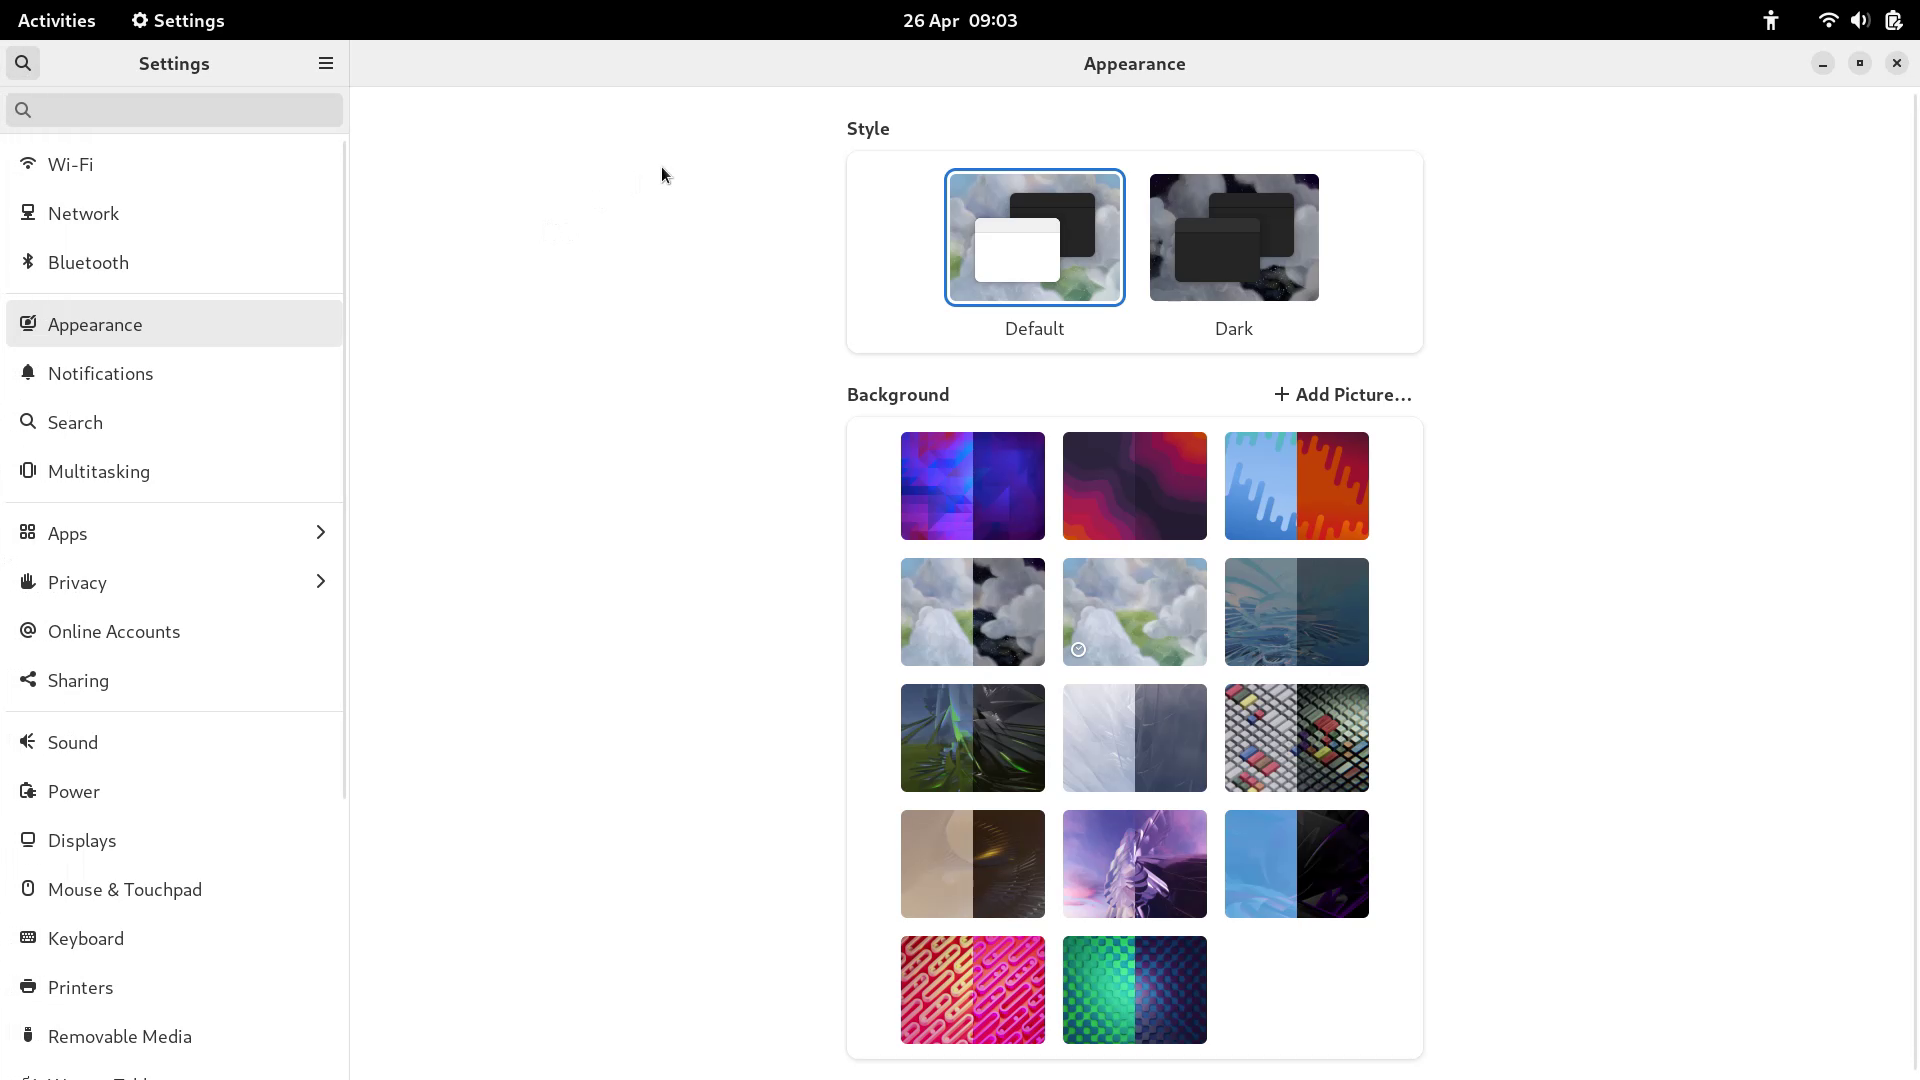 Activities Settings 26 Apr 09:03
Settings Appearance
Style
Wi-Fi
Network
Bluetooth
Default Dark
Appearance
Notifications
Background Add Picture...
Search
Multitasking
Apps
Privacy
Online Accounts
Sharing
Sound
Power
Displays
Mouse & Touchpad
Keyboard
Printers
Removable Media